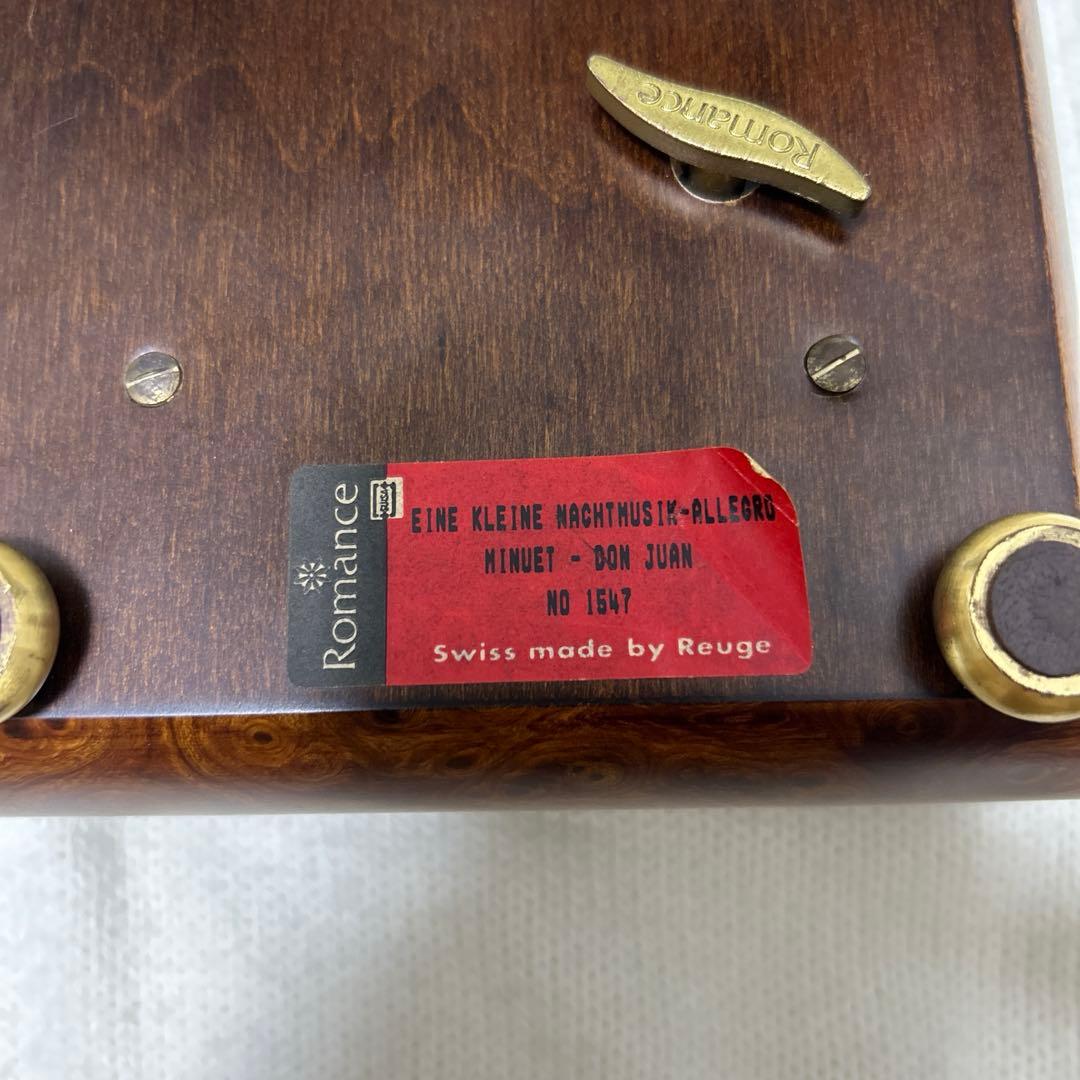 Romance
Romance
EINE KLEINE NACHTMUSIK-ALLEGRO
MINUET - DON JUAN
NO 1547
Swiss made by Reuge